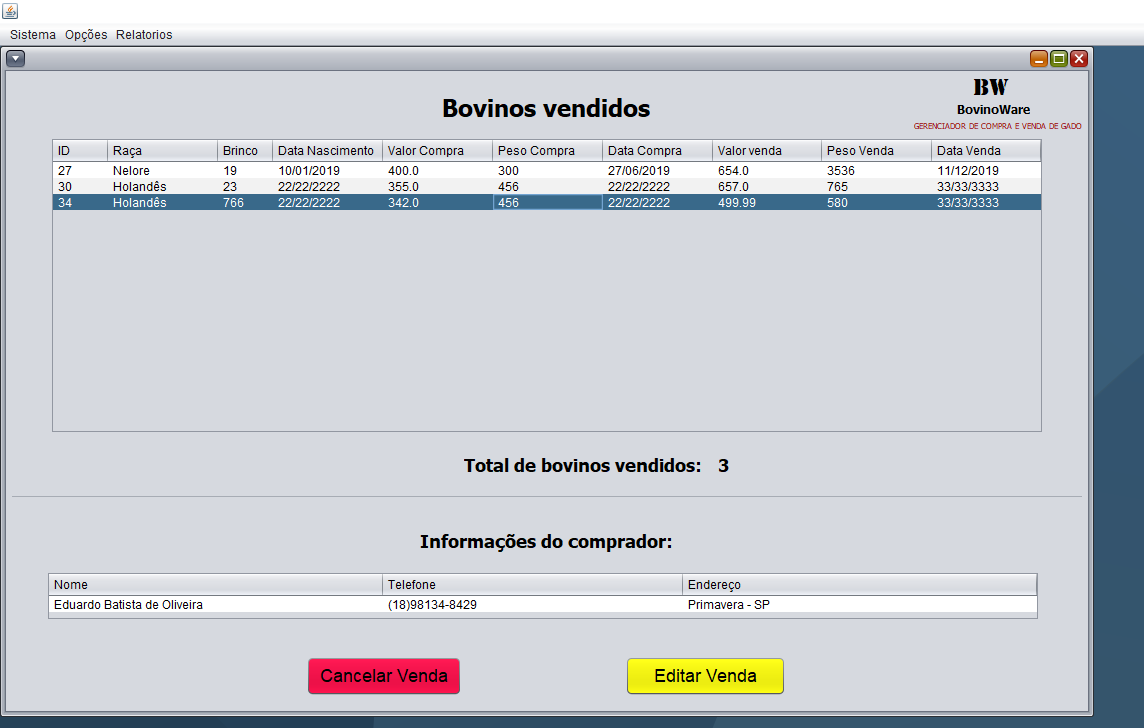 Sistema Opções Relatorios
BW
BovinoWare
GERENCIADOR DE COMPRA E VENDA DE GADO
Bovinos vendidos
ID Raça Brinco Data Nascimento Valor Compra Peso Compra Data Compra Valor venda Peso Venda Data Venda
27 Nelore 19 10/01/2019 400.0 300 27/06/2019 654.0 3536 11/12/2019
30 Holandês 23 22/22/2222 355.0 456 22/22/2222 657.0 765 33/33/3333
34 Holandês 766 22/22/2222 342.0 456 22/22/2222 499.99 580 33/33/3333
Total de bovinos vendidos: 3
Informações do comprador:
Nome Telefone Endereço
Eduardo Batista de Oliveira (18)98134-8429 Primavera - SP
Cancelar Venda Editar Venda